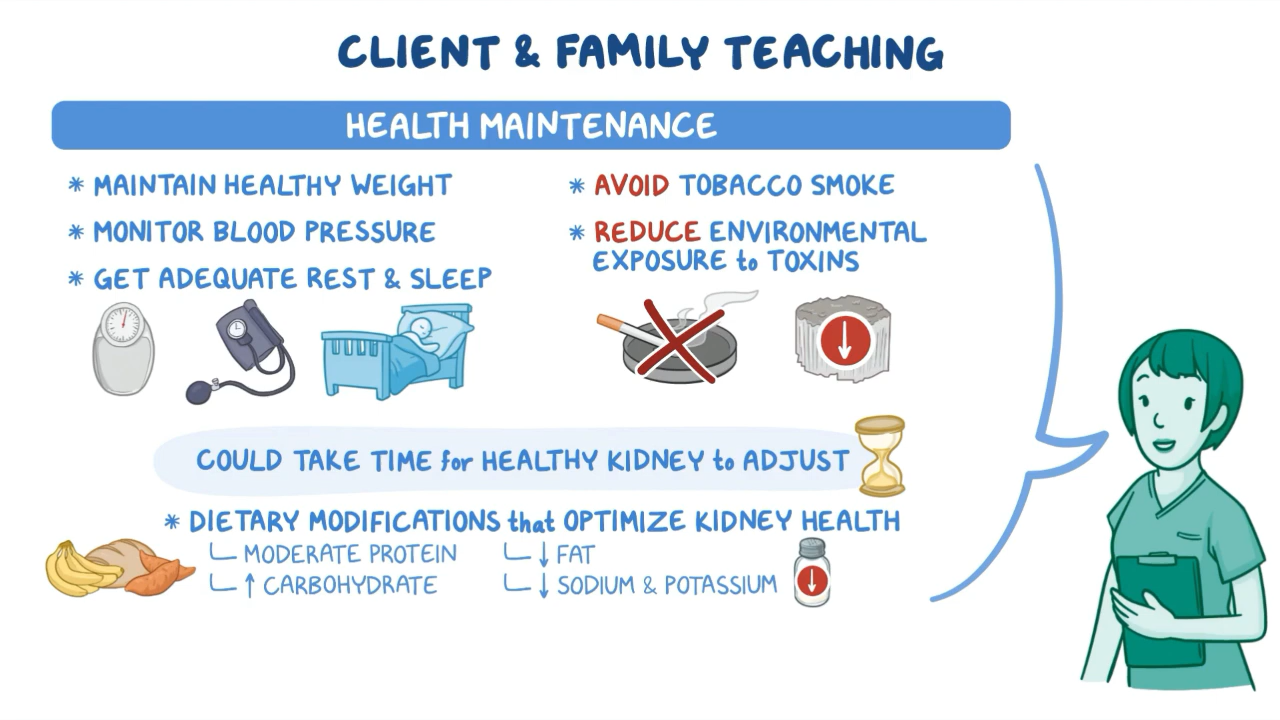 CLIENT & FAMILY TEACHING
HEALTH MAINTENANCE
* MAINTAIN HEALTHY WEIGHT
* MONITOR BLOOD PRESSURE
* GET ADEQUATE REST & SLEEP
* AVOID TOBACCO SMOKE
* REDUCE ENVIRONMENTAL
EXPOSURE to TOXINS
COULD TAKE TIME for HEALTHY KIDNEY to ADJUST
* DIETARY MODIFICATIONS that OPTIMIZE KIDNEY HEALTH
MODERATE PROTEIN
↑ CARBOHYDRATE
↓ FAT
↓ SODIUM & POTASSIUM